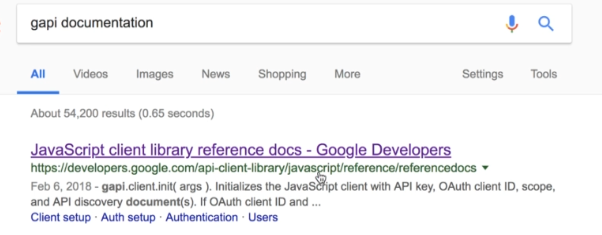 gapi documentation
All Videos Images News Shopping More Settings Tools
About 54,200 results (0.65 seconds)
JavaScript client library reference docs - Google Developers
https://developers.google.com/api-client-library/javascript/reference/referencedocs
Feb 6, 2018 - gapi.client.init( args ). Initializes the JavaScript client with API key, OAuth client ID, scope,
and API discovery document(s). If OAuth client ID and ...
Client setup · Auth setup · Authentication · Users